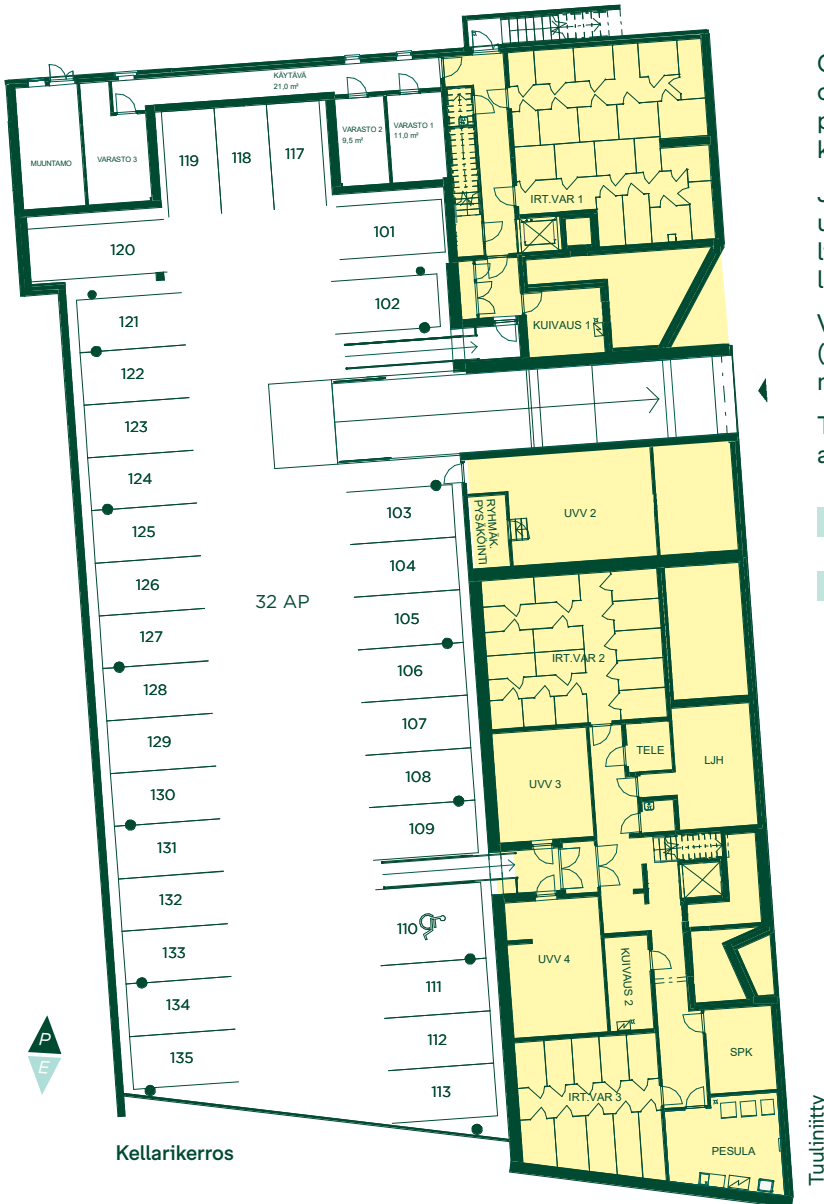 KÄYTÄVÄ
21,0 m²
MUUNTAMO
VARASTO 3
119
118
117
VARASTO 2
9,5 m²
VARASTO 1
11,0 m²
IRT.VAR 1
120
101
102
KUIVAUS 1
121
122
123
124
125
126
127
128
129
130
131
132
133
134
135
32 AP
103
104
105
106
107
108
109
110
111
112
113
RYHMÄK.
PYSÄKÖINTI
UVV 2
IRT.VAR 2
TELE
LJH
UVV 3
UVV 4
KUIVAUS 2
SPK
IRT.VAR 3
PESULA
P
E
Kellarikerros
Tuuliniitty